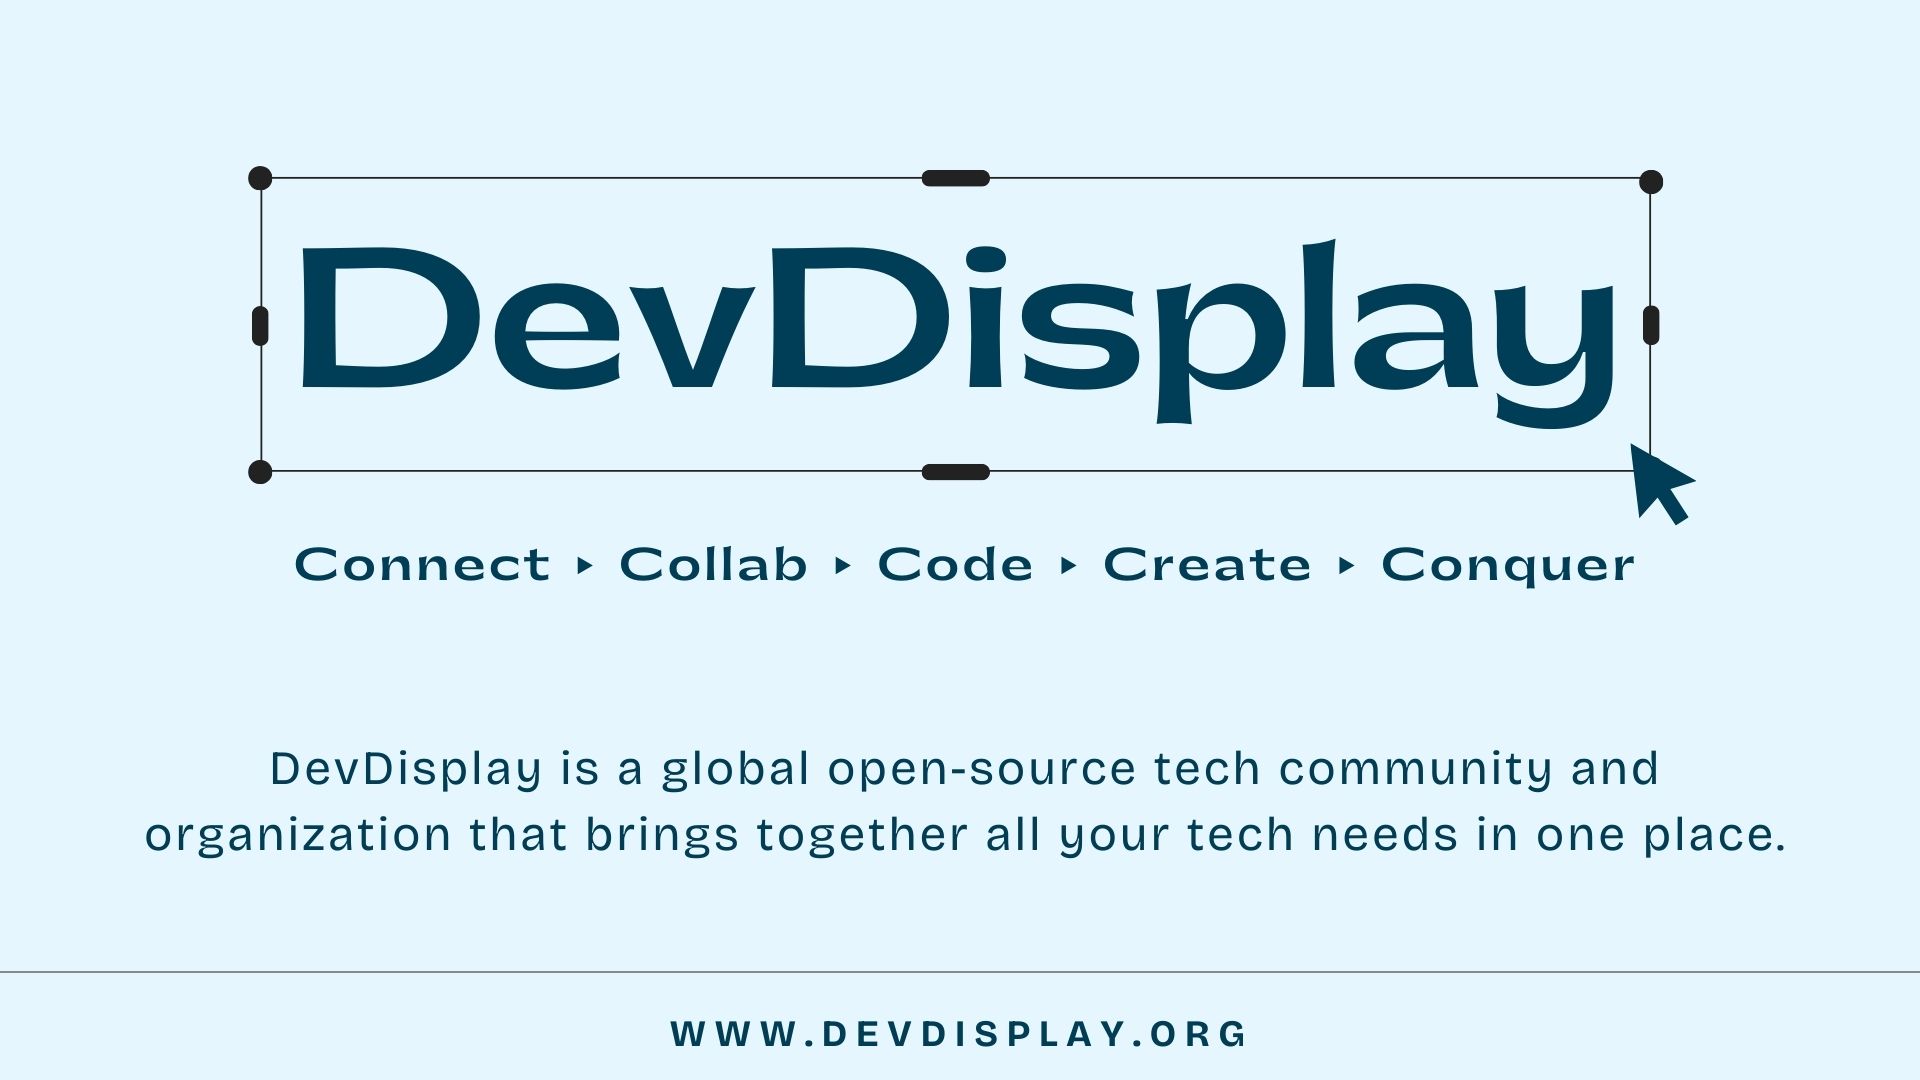 DevDisplay
Connect ‣ Collab ‣ Code ‣ Create ‣ Conquer
DevDisplay is a global open-source tech community and
organization that brings together all your tech needs in one place.
WWW.DEVDISPLAY.ORG